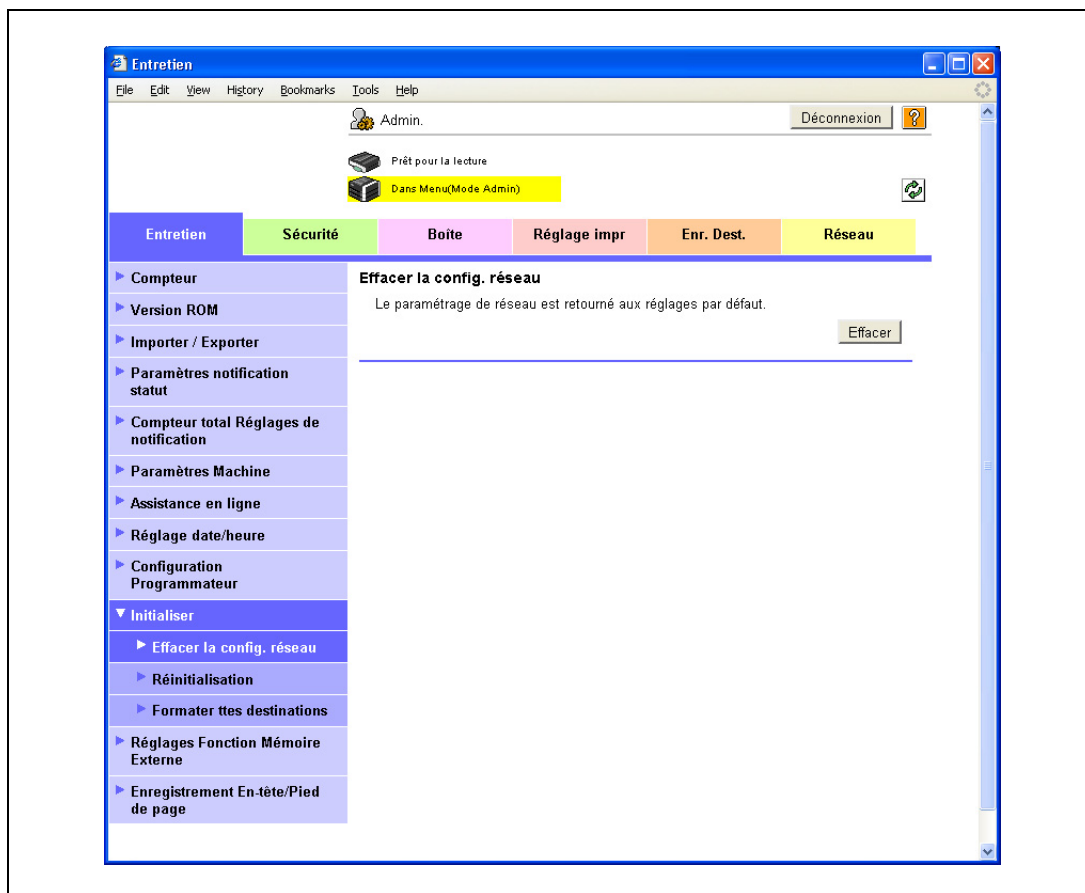 Entretien
File Edit View History Bookmarks Tools Help
Admin.
Déconnexion
?
Prêt pour la lecture
Dans Menu(Mode Admin)
Entretien Sécurité Boîte Réglage impr Enr. Dest. Réseau
Compteur
Version ROM
Importer / Exporter
Paramètres notification
statut
Compteur total Réglages de
notification
Paramètres Machine
Assistance en ligne
Réglage date/heure
Configuration
Programmateur
Initialiser
Effacer la config. réseau
Réinitialisation
Formater ttes destinations
Réglages Fonction Mémoire
Externe
Enregistrement En-tête/Pied
de page
Effacer la config. réseau
Le paramétrage de réseau est retourné aux réglages par défaut.
Effacer